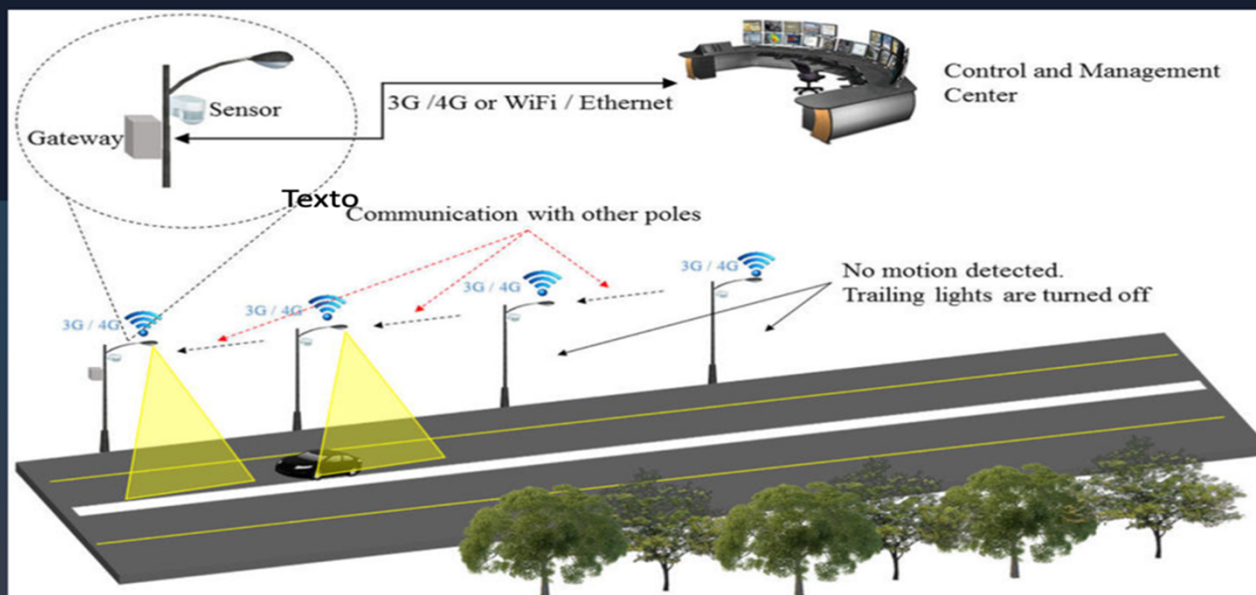 Control and Management
Center
3G /4G or WiFi / Ethernet
Sensor
Gateway
Texto
Communication with other poles
3G / 4G
3G / 4G
3G / 4G
3G / 4G
No motion detected.
Trailing lights are turned off